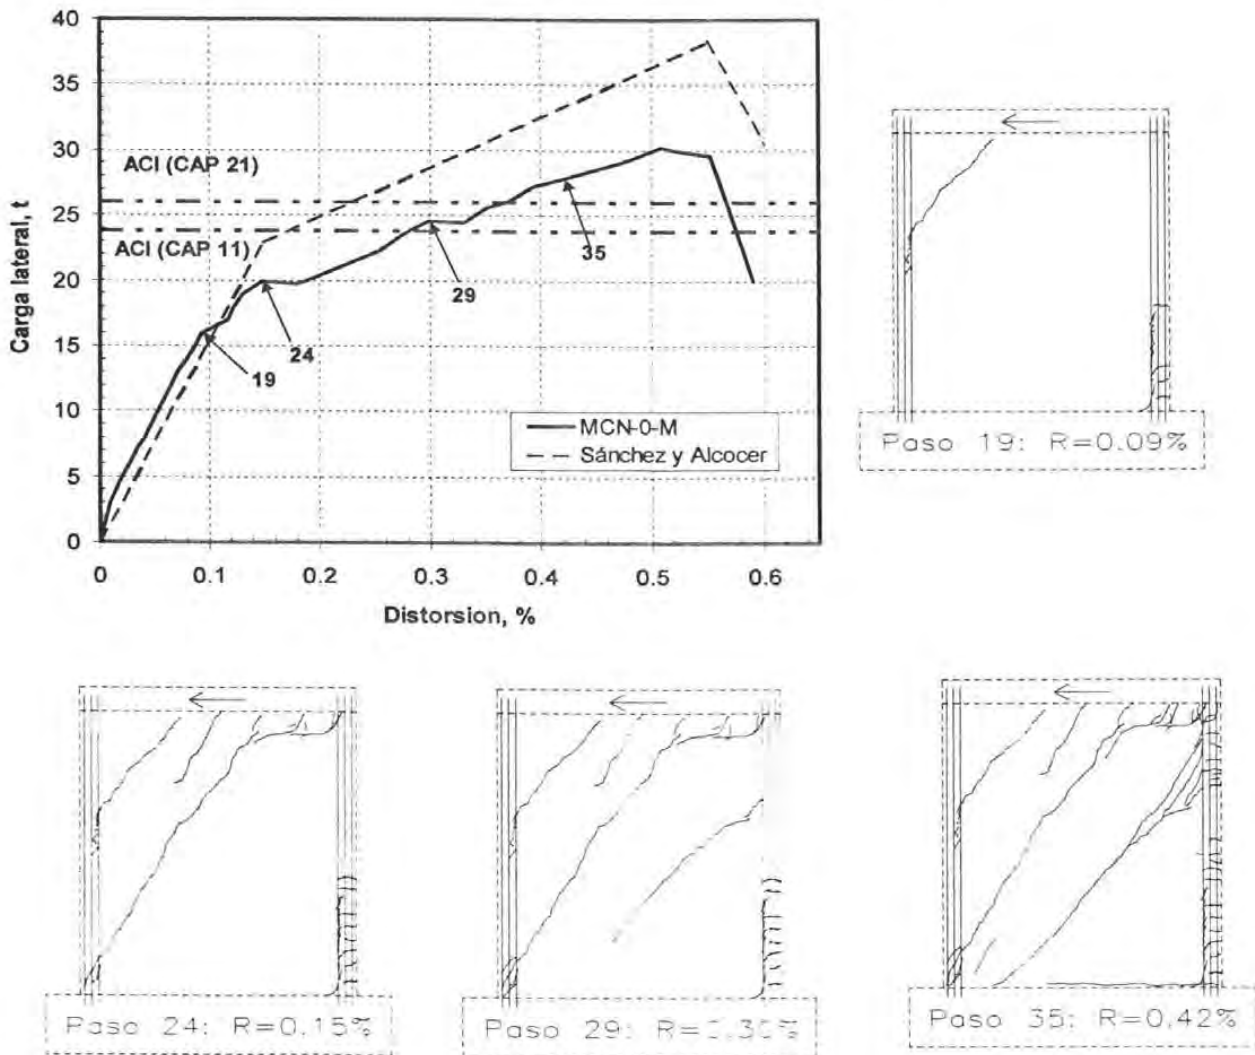 40
35
30
25
20
15
10
5
0
Carga lateral, t
ACI (CAP 21)
ACI (CAP 11)
19
24
29
35
MCN-0-M
Sánchez y Alcocer
0 0.1 0.2 0.3 0.4 0.5 0.6
Distorsion, %
Paso 19: R=0.09%
Paso 24: R=0.15%
Paso 29: R=0.30%
Paso 35: R=0.42%